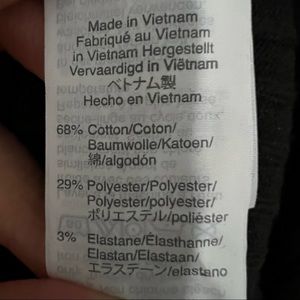 Made in Vietnam
Fabriqué au Vietnam
in Vietnam Hergestellt
Vervaardigd in Viëtnam
ベトナム製
Hecho en Vietnam
68% Cotton/Coton/
Baumwolle/Katoen/
綿/algodón
29% Polyester/Polyester/
Polyester/polyester/
ポリエステル/poliéster
3% Elastane/Élasthanne/
Elastan/Elastaan/
エラステーン/elastano